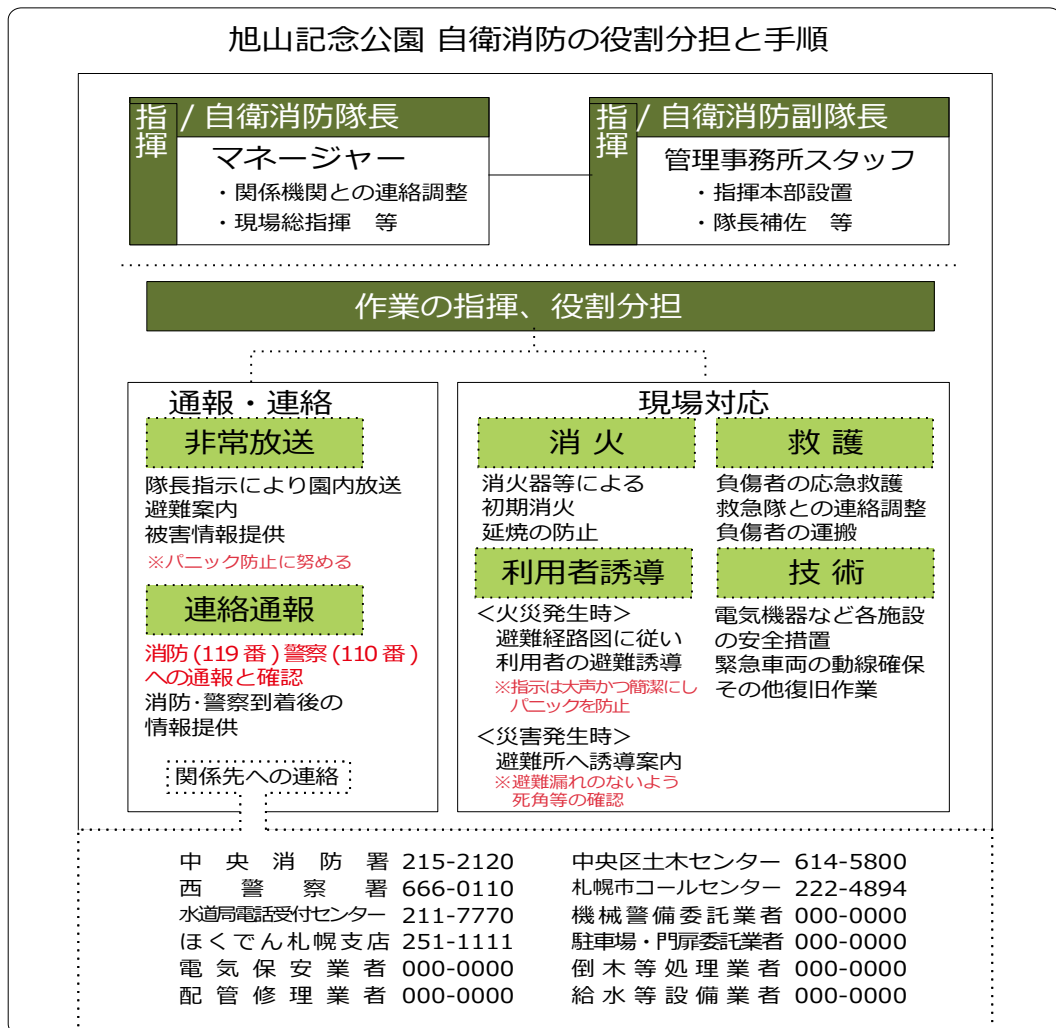 旭山記念公園 自衛消防の役割分担と手順
指揮 / 自衛消防隊長
マネージャー
・関係機関との連絡調整
・現場総指揮 等
指揮 / 自衛消防副隊長
管理事務所スタッフ
・指揮本部設置
・隊長補佐 等
作業の指揮、役割分担
通報・連絡
非常放送
隊長指示により園内放送
避難案内
被害情報提供
※パニック防止に努める
連絡通報
消防(119番)警察(110番)
への通報と確認
消防・警察到着後の
情報提供
関係先への連絡
現場対応
消火
消火器等による
初期消火
延焼の防止
救護
負傷者の応急救護
救急隊との連絡調整
負傷者の運搬
利用者誘導
<火災発生時>
避難経路図に従い
利用者の避難誘導
※指示は大声かつ簡潔にし
パニックを防止
<災害発生時>
避難所へ誘導案内
※避難漏れのないよう
死角等の確認
技術
電気機器など各施設
の安全措置
緊急車両の動線確保
その他復旧作業
中央消防署 215-2120
西警察署 666-0110
水道局電話受付センター 211-7770
ほくでん札幌支店 251-1111
電気保安業者 000-0000
配管修理業者 000-0000
中央区土木センター 614-5800
札幌市コールセンター 222-4894
機械警備委託業者 000-0000
駐車場・門扉委託業者 000-0000
倒木等処理業者 000-0000
給水等設備業者 000-0000